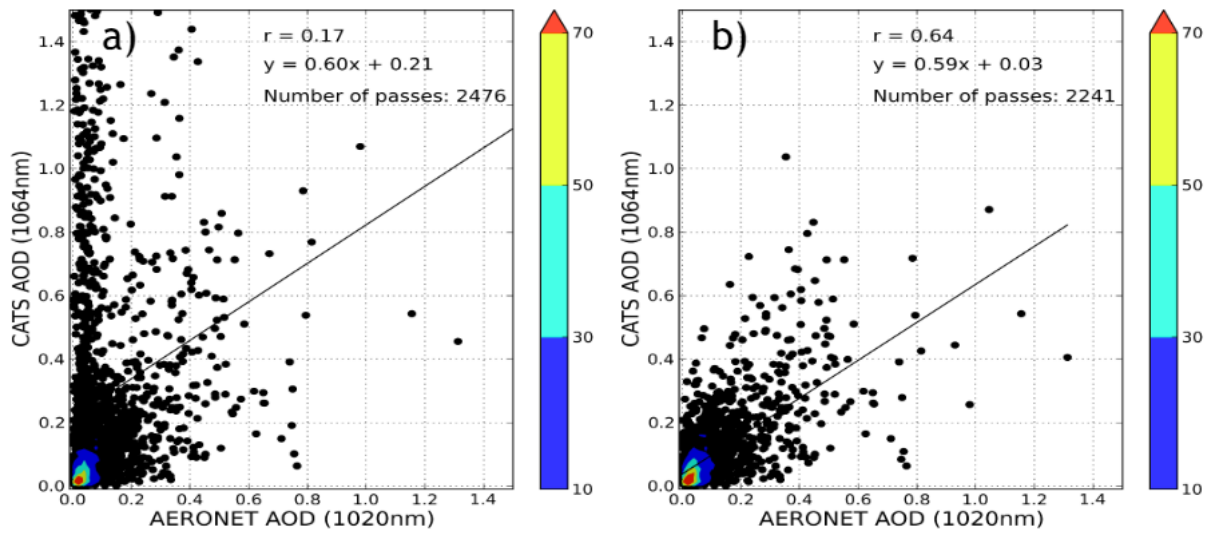 a)
r = 0.17
y = 0.60x + 0.21
Number of passes: 2476
CATS AOD (1064nm)
1.4
1.2
1.0
0.8
0.6
0.4
0.2
0.0
0.0 0.2 0.4 0.6 0.8 1.0 1.2 1.4
AERONET AOD (1020nm)
70
50
30
10
b)
r = 0.64
y = 0.59x + 0.03
Number of passes: 2241
CATS AOD (1064nm)
1.4
1.2
1.0
0.8
0.6
0.4
0.2
0.0
0.0 0.2 0.4 0.6 0.8 1.0 1.2 1.4
AERONET AOD (1020nm)
70
50
30
10